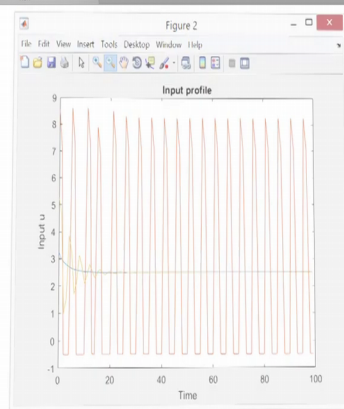 Figure 2
File Edit View Insert Tools Desktop Window Help
Input profile
9
8
7
6
5
4
3
2
1
0
-1
Input u
0 20 40 60 80 100
Time